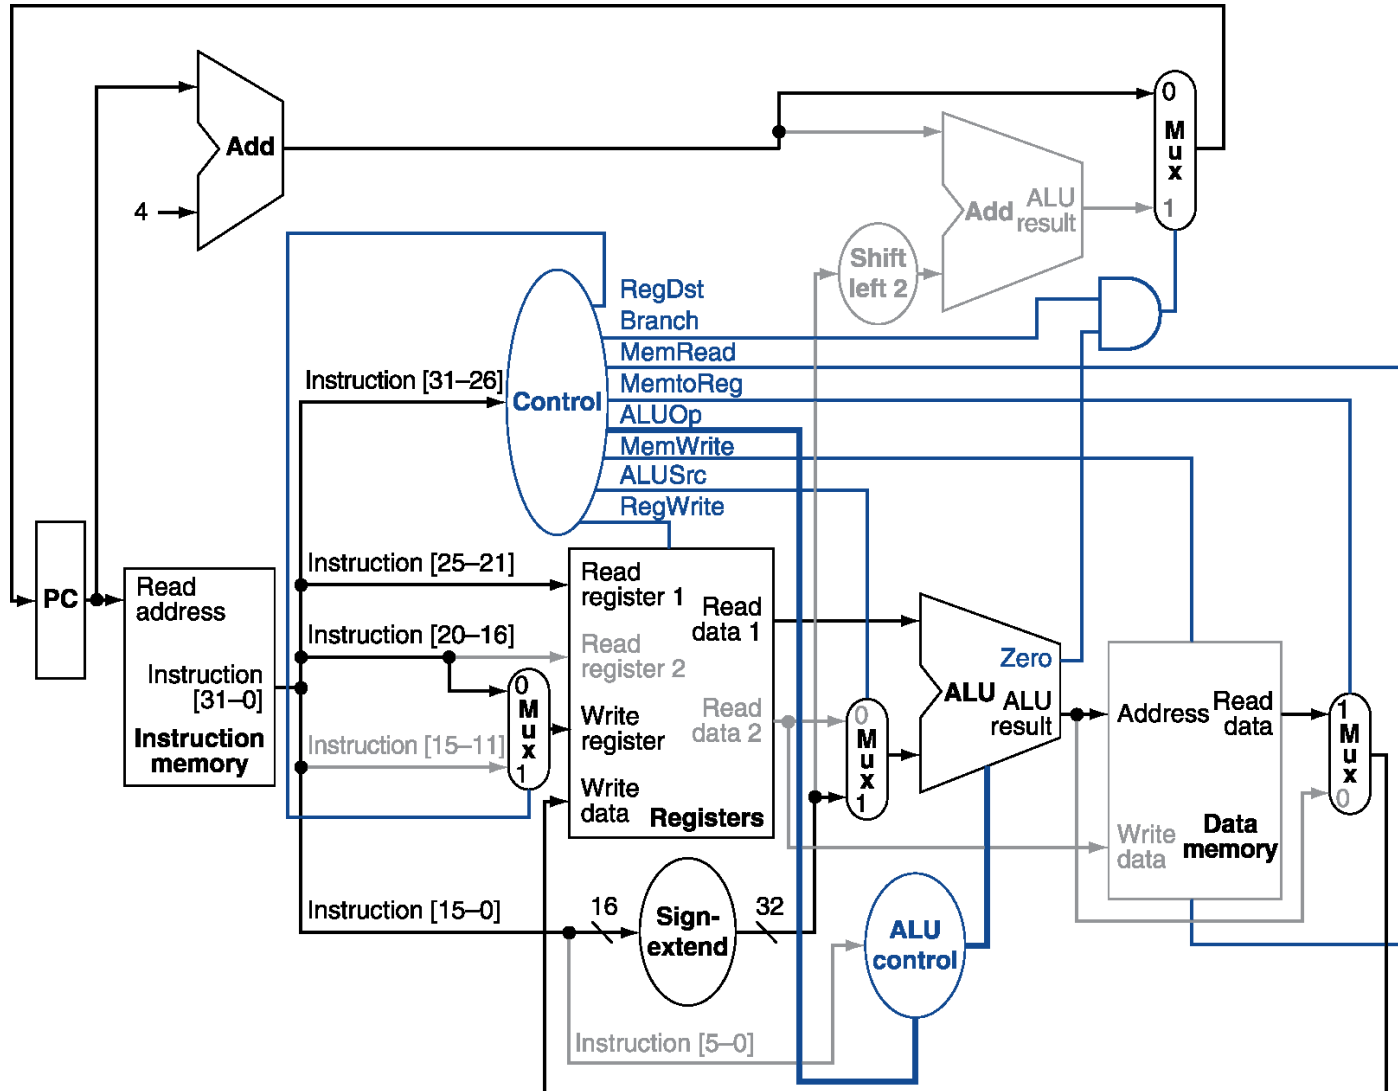 0
M
u
x
1
Add
4
Add
ALU
result
Shift
left 2
RegDst
Branch
MemRead
MemtoReg
ALUOp
MemWrite
ALUSrc
RegWrite
Control
Instruction [31–26]
Instruction [25–21]
Instruction [20–16]
Instruction [15–11]
Instruction [15–0]
Instruction [5–0]
PC
Read
address
Instruction
[31–0]
Instruction
memory
0
M
u
x
1
Read
register 1
Read
register 2
Write
register
Write
data
Read
data 1
Read
data 2
Registers
16
Sign-
extend
32
0
M
u
x
1
Zero
ALU
ALU
result
ALU
control
Address
Read
data
Write
data
Data
memory
1
M
u
x
0